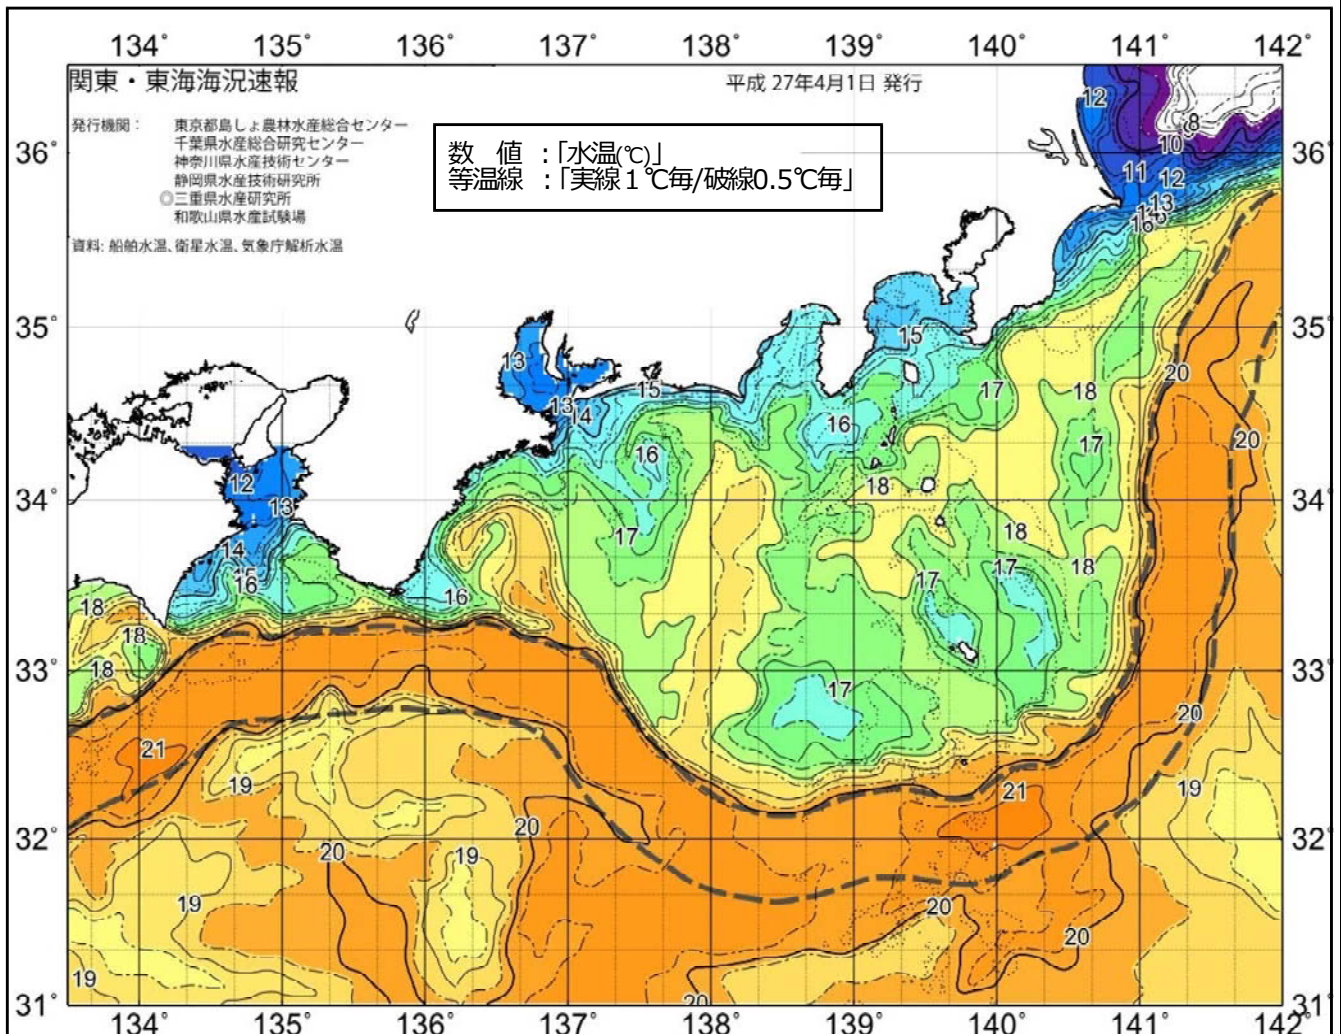 134° 135° 136° 137° 138° 139° 140° 141° 142°
関東・東海海況速報
平成 27年4月1日 発行
発行機関： 東京都島しょ農林水産総合センター
千葉県水産総合研究センター
神奈川県水産技術センター
静岡県水産技術研究所
◎三重県水産研究所
和歌山県水産試験場
資料: 船舶水温、衛星水温、気象庁解析水温
数 値 :「水温(℃)」
等温線 :「実線１℃毎/破線0.5℃毎」
12
8
10
36° 36°
11 12
13
16
35° 35°
15
13
20
15 17 18
13
14
16 16 17 20
12 18 34° 34°
13
17 18
14
16 17 17 18
18 16
18
18 33° 33°
17
20
21
19 21 19
20 32° 32°
20 19
19 20
20
19
20
31° 31°
134° 135° 136° 137° 138° 139° 140° 141° 142°